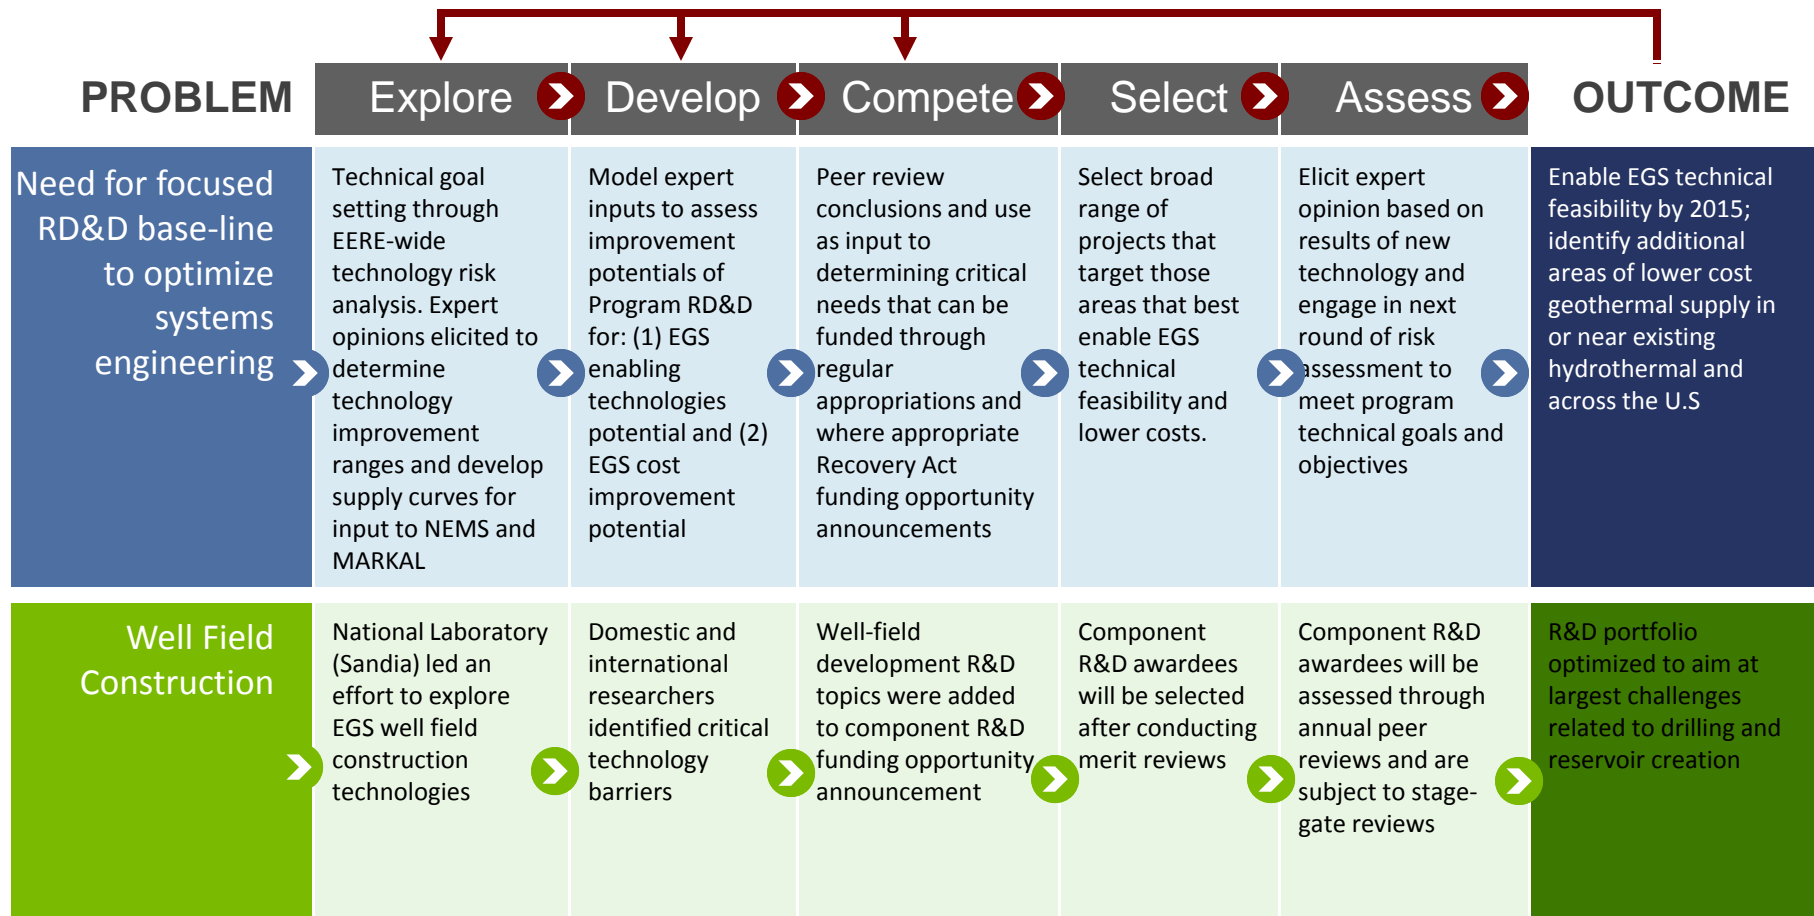 PROBLEM
Explore
Develop
Compete
Select
Assess
OUTCOME
Need for focused
RD&D base-line
to optimize
systems
engineering
Technical goal
setting through
EERE-wide
technology risk
analysis. Expert
opinions elicited to
determine
technology
improvement
ranges and develop
supply curves for
input to NEMS and
MARKAL
Model expert
inputs to assess
improvement
potentials of
Program RD&D
for: (1) EGS
enabling
technologies
potential and (2)
EGS cost
improvement
potential
Peer review
conclusions and use
as input to
determining critical
needs that can be
funded through
regular
appropriations and
where appropriate
Recovery Act
funding opportunity
announcements
Select broad
range of
projects that
target those
areas that best
enable EGS
technical
feasibility and
lower costs.
Elicit expert
opinion based on
results of new
technology and
engage in next
round of risk
assessment to
meet program
technical goals and
objectives
Enable EGS technical
feasibility by 2015;
identify additional
areas of lower cost
geothermal supply in
or near existing
hydrothermal and
across the U.S
Well Field
Construction
National Laboratory
(Sandia) led an
effort to explore
EGS well field
construction
technologies
Domestic and
international
researchers
identified critical
technology
barriers
Well-field
development R&D
topics were added
to component R&D
funding opportunity
announcement
Component
R&D awardees
will be selected
after conducting
merit reviews
Component R&D
awardees will be
assessed through
annual peer
reviews and are
subject to stage-
gate reviews
R&D portfolio
optimized to aim at
largest challenges
related to drilling and
reservoir creation